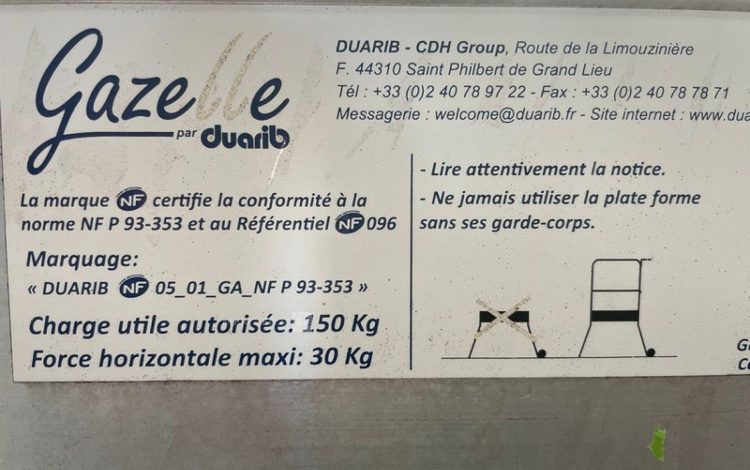 Gazelle
par duarib
DUARIB - CDH Group, Route de la Limouzinière
F. 44310 Saint Philbert de Grand Lieu
Tél : +33 (0)2 40 78 97 22 - Fax : +33 (0)2 40 78 78 71
Messagerie : welcome@duarib.fr - Site internet : www.dua
La marque NF certifie la conformité à la
norme NF P 93-353 et au Référentiel NF 096
Marquage:
« DUARIB NF 05_01_GA_NF P 93-353 »
Charge utile autorisée: 150 Kg
Force horizontale maxi: 30 Kg
- Lire attentivement la notice.
- Ne jamais utiliser la plate forme
sans ses garde-corps.